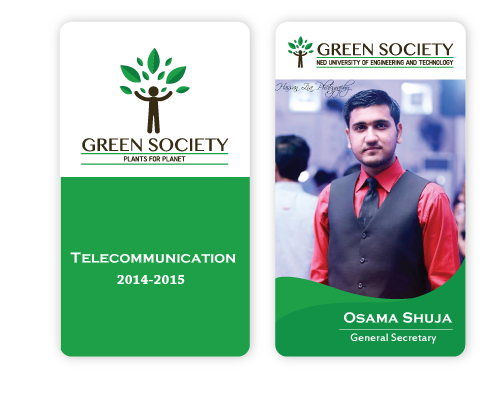 GREEN SOCIETY
PLANTS FOR PLANET
TELECOMMUNICATION
2014-2015
GREEN SOCIETY
NED UNIVERSITY OF ENGINEERING AND TECHNOLOGY
Photography
OSAMA SHUJA
General Secretary